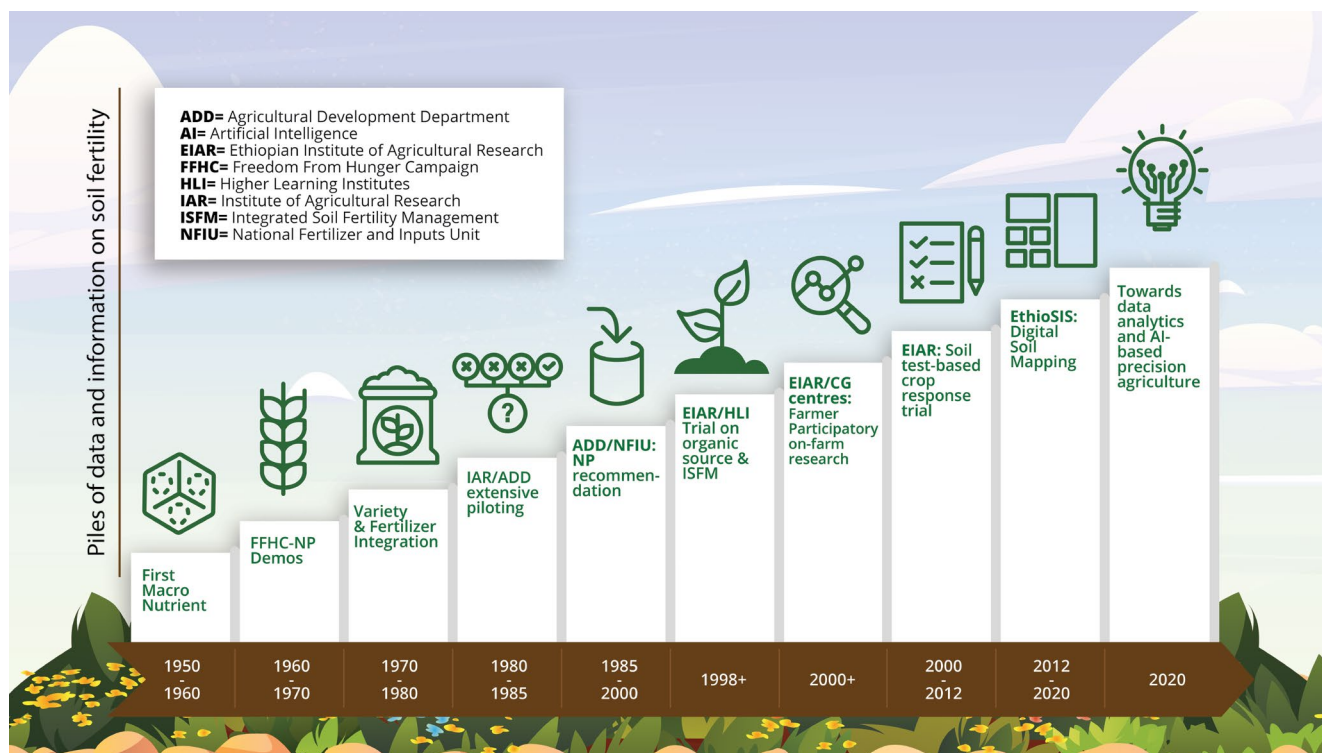 Piles of data and information on soil fertility
ADD= Agricultural Development Department
AI= Artificial Intelligence
EIAR= Ethiopian Institute of Agricultural Research
FFHC= Freedom From Hunger Campaign
HLI= Higher Learning Institutes
IAR= Institute of Agricultural Research
ISFM= Integrated Soil Fertility Management
NFIU= National Fertilizer and Inputs Unit
?
First
Macro
Nutrient
FFHC-NP
Demos
Variety
& Fertilizer
Integration
IAR/ADD
extensive
piloting
ADD/NFIU:
NP
recommen-
dation
EIAR/HLI
Trial on
organic
source &
ISFM
EIAR/CG
centres:
Farmer
Participatory
on-farm
research
EIAR: Soil
test-based
crop
response
trial
EthioSIS:
Digital
Soil
Mapping
Towards
data
analytics
and AI-
based
precision
agriculture
1950
-
1960
1960
-
1970
1970
-
1980
1980
-
1985
1985
-
2000
1998+
2000+
2000
-
2012
2012
-
2020
2020